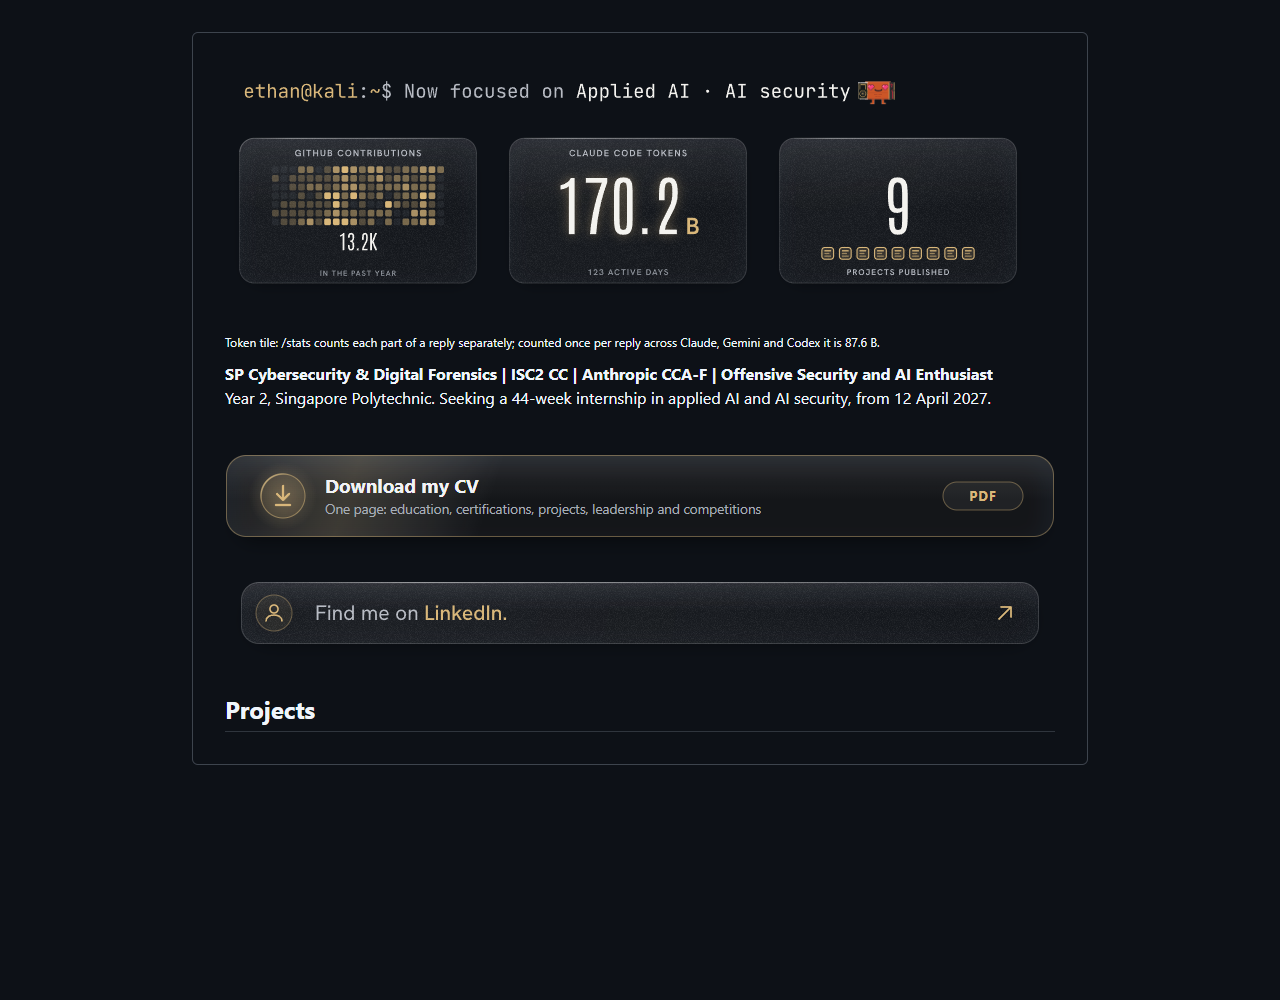 ethan@kali:~$ Now focused on Applied AI · AI security
GITHUB CONTRIBUTIONS
13.2K
IN THE PAST YEAR
CLAUDE CODE TOKENS
170.2 B
123 ACTIVE DAYS
9
PROJECTS PUBLISHED
Token tile: /stats counts each part of a reply separately; counted once per reply across Claude, Gemini and Codex it is 87.6 B.
SP Cybersecurity & Digital Forensics | ISC2 CC | Anthropic CCA-F | Offensive Security and AI Enthusiast
Year 2, Singapore Polytechnic. Seeking a 44-week internship in applied AI and AI security, from 12 April 2027.
Download my CV
One page: education, certifications, projects, leadership and competitions
PDF
Find me on LinkedIn.
Projects